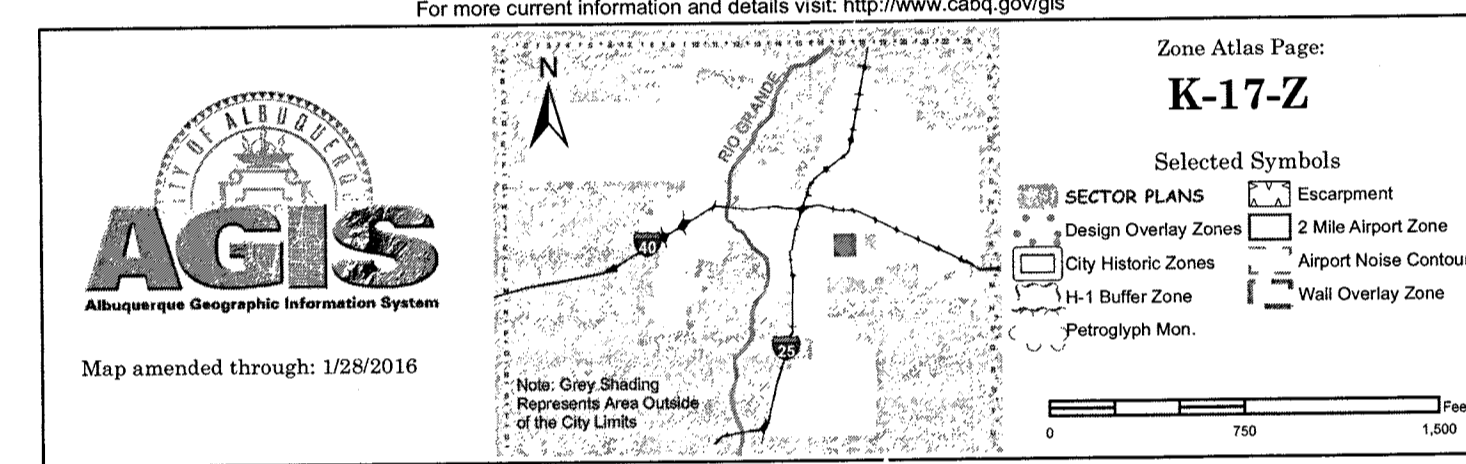 For more current information and details visit: http://www.cabq.gov/gis
CITY OF ALBUQUERQUE
AGIS
Albuquerque Geographic Information System
Map amended through: 1/28/2016
N
RIO GRANDE
40
25
Note: Grey Shading
Represents Area Outside
of the City Limits
Zone Atlas Page:
K-17-Z
Selected Symbols
SECTOR PLANS
Design Overlay Zones
City Historic Zones
H-1 Buffer Zone
Petroglyph Mon.
Escarpment
2 Mile Airport Zone
Airport Noise Contou
Wall Overlay Zone
Fee
0 750 1,500